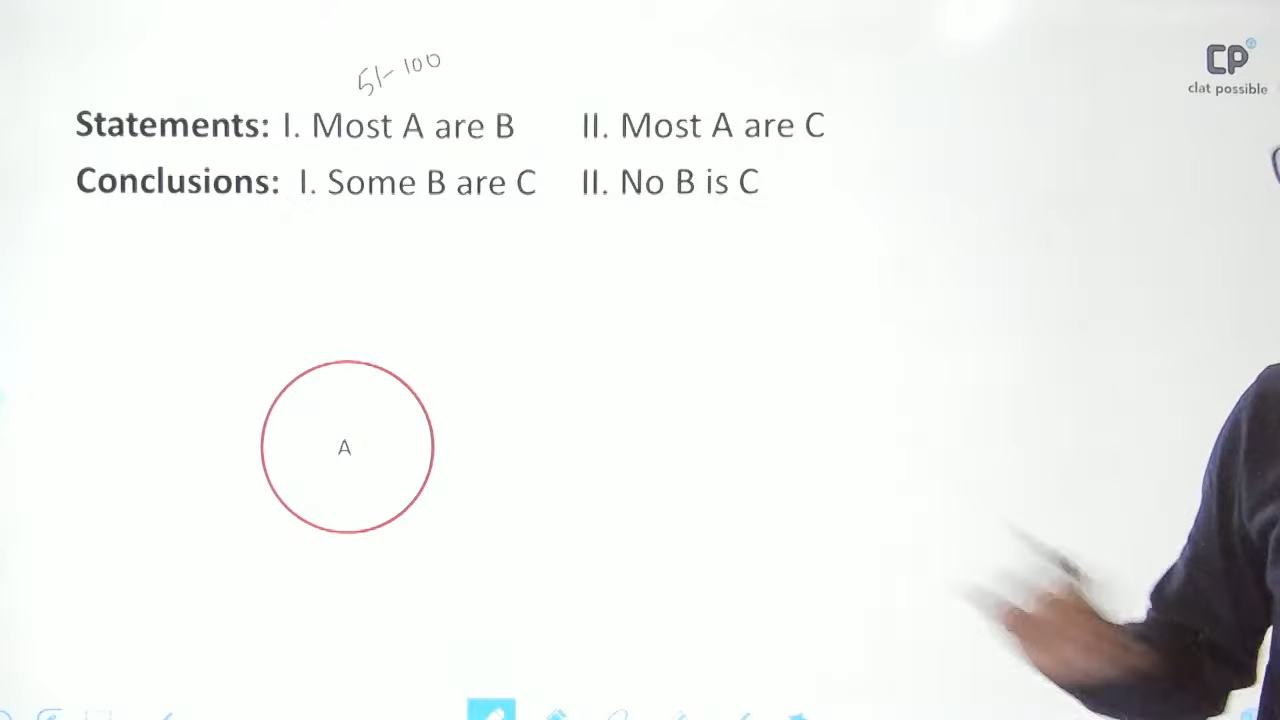 51-100
CP
clat possible
Statements: I. Most A are B II. Most A are C
Conclusions: I. Some B are C II. No B is C
A